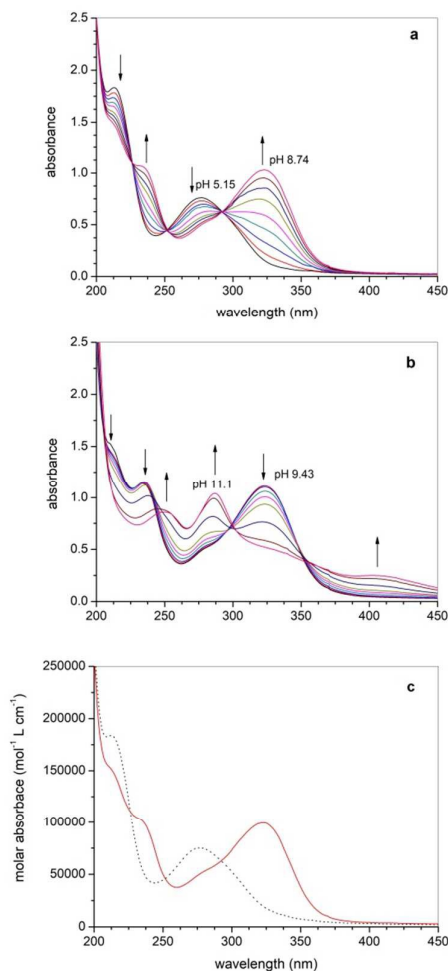 a
2.5
2.0
1.5
1.0
0.5
0.0
absorbance
pH 5.15
pH 8.74
200 250 300 350 400 450
wavelength (nm)
b
2.5
2.0
1.5
1.0
0.5
0.0
absorbance
pH 11.1
pH 9.43
200 250 300 350 400 450
wavelength (nm)
c
250000
200000
150000
100000
50000
0
molar absorbace (mol⁻¹ L cm⁻¹)
200 250 300 350 400 450
wavelength (nm)